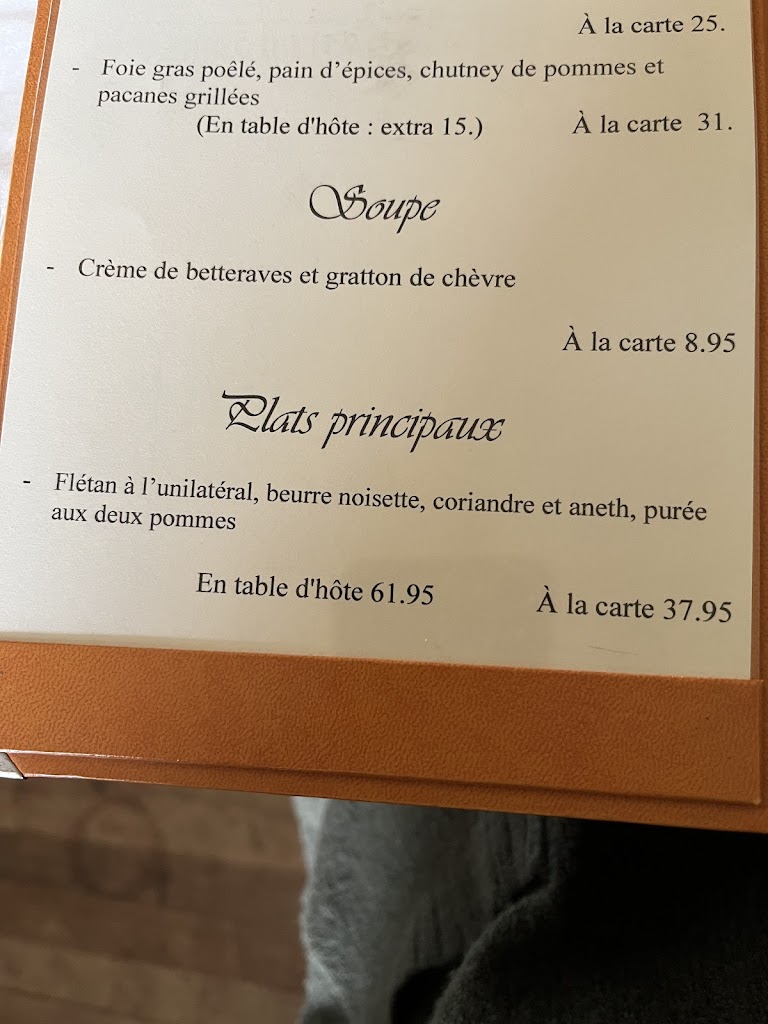 À la carte 25.
- Foie gras poêlé, pain d'épices, chutney de pommes et
pacanes grillées
(En table d'hôte : extra 15.) À la carte 31.
Soupe
- Crème de betteraves et gratton de chèvre
À la carte 8.95
Plats principaux
- Flétan à l'unilatéral, beurre noisette, coriandre et aneth, purée
aux deux pommes
En table d'hôte 61.95 À la carte 37.95